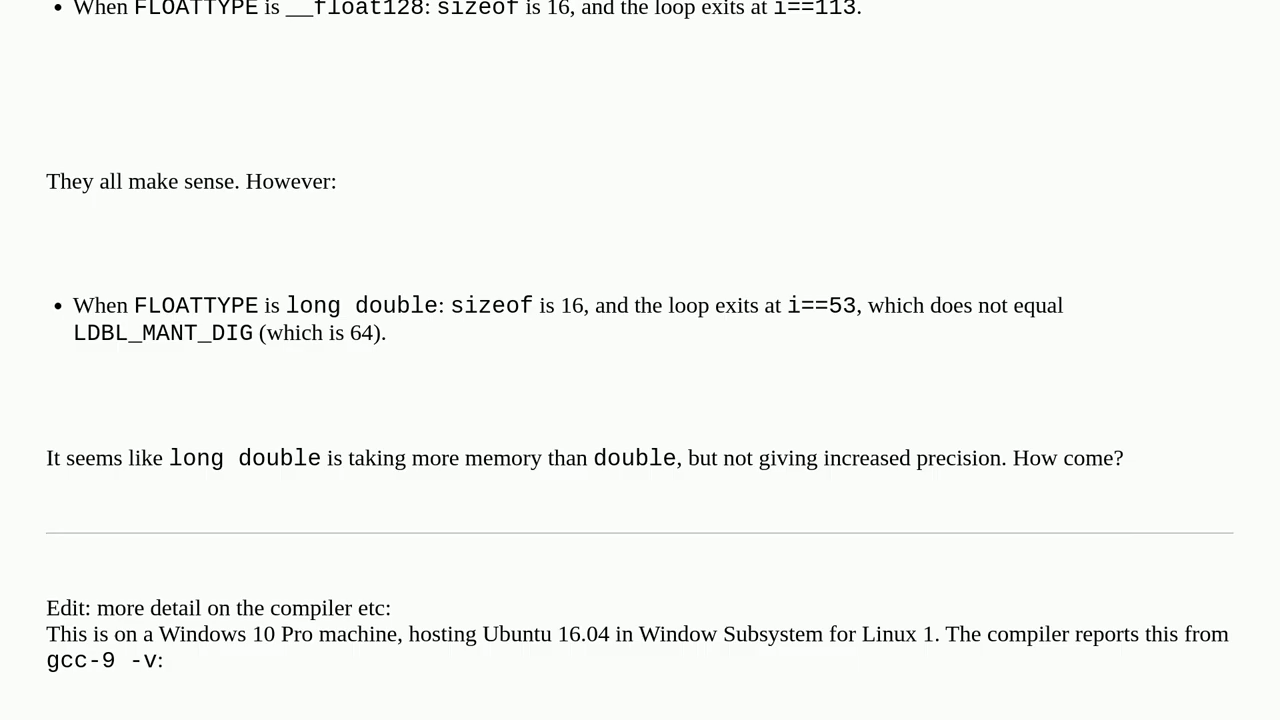 • When FLOATTYPE is __float128: sizeof is 16, and the loop exits at i==113.
They all make sense. However:
• When FLOATTYPE is long double: sizeof is 16, and the loop exits at i==53, which does not equal
LDBL_MANT_DIG (which is 64).
It seems like long double is taking more memory than double, but not giving increased precision. How come?
Edit: more detail on the compiler etc:
This is on a Windows 10 Pro machine, hosting Ubuntu 16.04 in Window Subsystem for Linux 1. The compiler reports this from
gcc-9 -v: